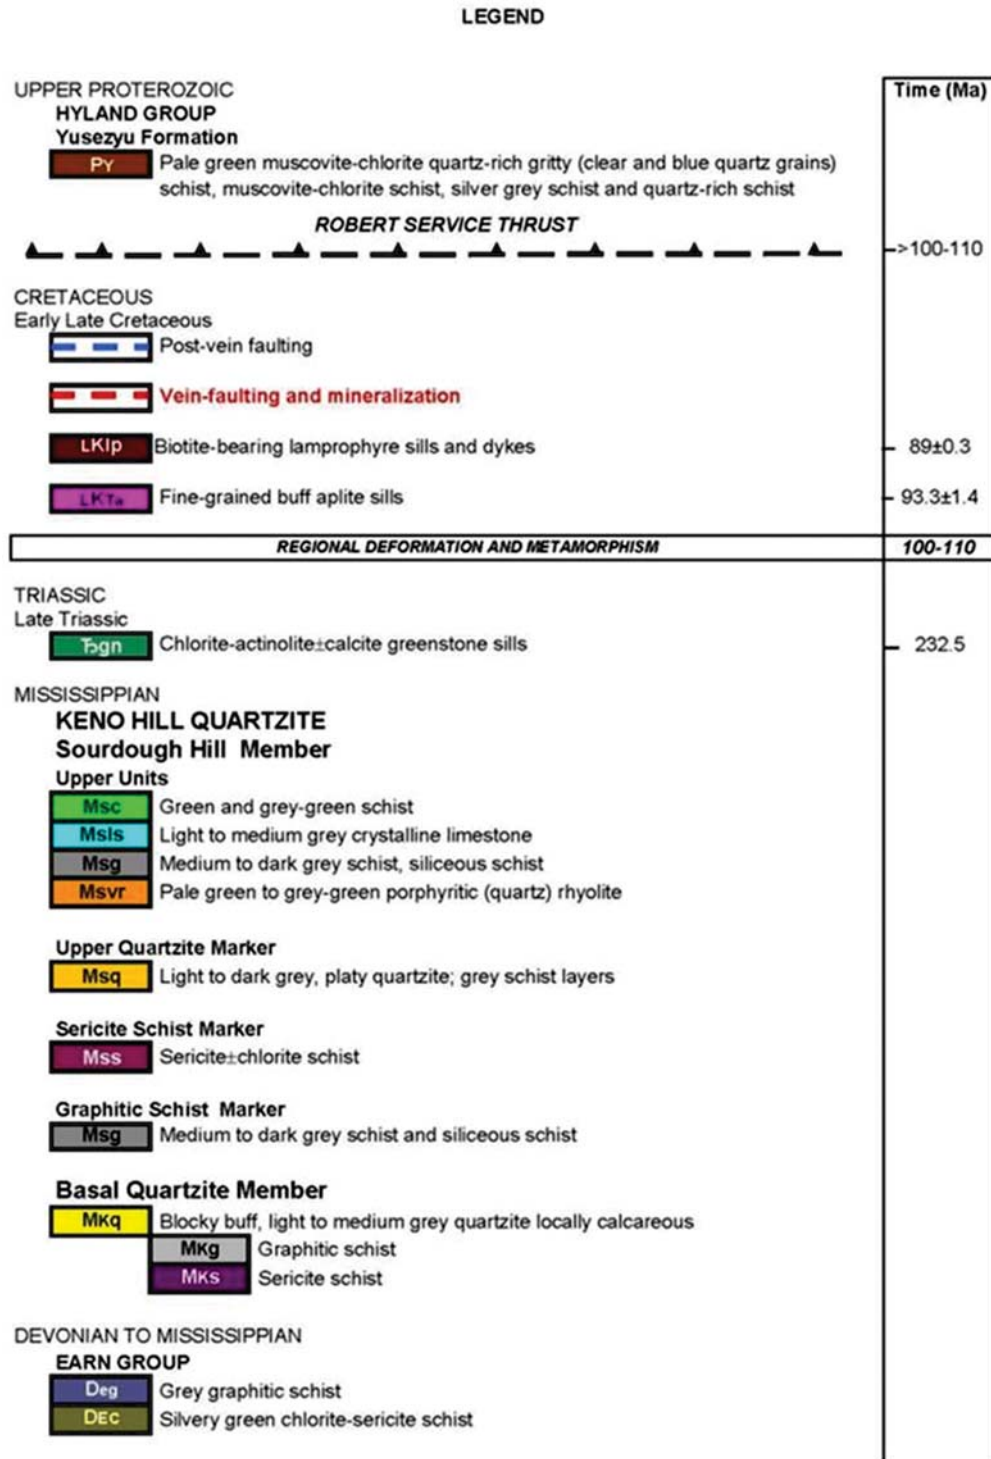 LEGEND
Time (Ma)
UPPER PROTEROZOIC
HYLAND GROUP
Yusezyu Formation
PY Pale green muscovite-chlorite quartz-rich gritty (clear and blue quartz grains)
schist, muscovite-chlorite schist, silver grey schist and quartz-rich schist
ROBERT SERVICE THRUST
>100-110
CRETACEOUS
Early Late Cretaceous
Post-vein faulting
Vein-faulting and mineralization
LKlp Biotite-bearing lamprophyre sills and dykes 89±0.3
LKTa Fine-grained buff aplite sills 93.3±1.4
REGIONAL DEFORMATION AND METAMORPHISM 100-110
TRIASSIC
Late Triassic
Ꞇgn Chlorite-actinolite±calcite greenstone sills 232.5
MISSISSIPPIAN
KENO HILL QUARTZITE
Sourdough Hill Member
Upper Units
Msc Green and grey-green schist
Msls Light to medium grey crystalline limestone
Msg Medium to dark grey schist, siliceous schist
Msvr Pale green to grey-green porphyritic (quartz) rhyolite
Upper Quartzite Marker
Msq Light to dark grey, platy quartzite; grey schist layers
Sericite Schist Marker
Mss Sericite±chlorite schist
Graphitic Schist Marker
Msg Medium to dark grey schist and siliceous schist
Basal Quartzite Member
MKq Blocky buff, light to medium grey quartzite locally calcareous
MKg Graphitic schist
MKs Sericite schist
DEVONIAN TO MISSISSIPPIAN
EARN GROUP
Deg Grey graphitic schist
DEc Silvery green chlorite-sericite schist